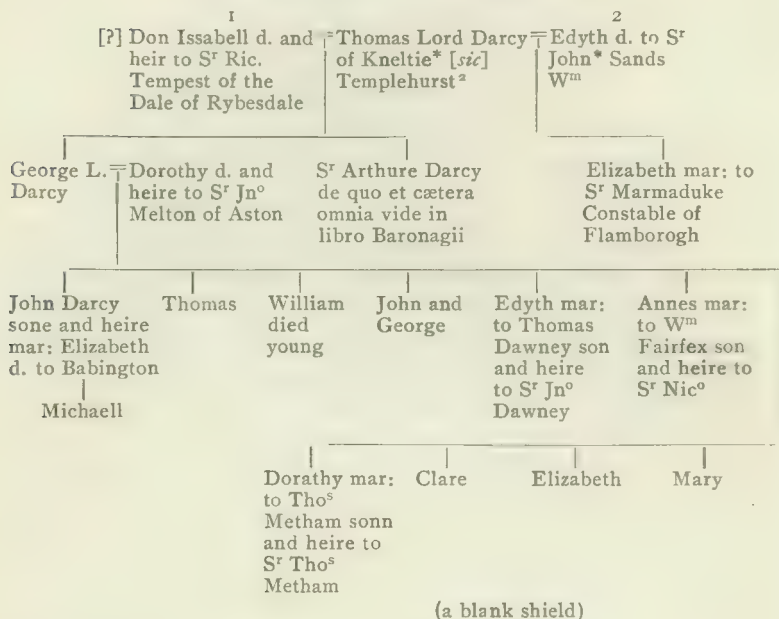 1
2
[?] Don Issabell d. and
heir to Sʳ Ric.
Tempest of the
Dale of Rybesdale
Thomas Lord Darcy
of Kneltie* [sic]
Templehurst²
Edyth d. to Sʳ
John* Sands
Wᵐ
George L.
Darcy
Dorothy d. and
heire to Sʳ Jnº
Melton of Aston
Sʳ Arthure Darcy
de quo et cætera
omnia vide in
libro Baronagii
Elizabeth mar: to
Sʳ Marmaduke
Constable of
Flamborogh
John Darcy
sone and heire
mar: Elizabeth
d. to Babington
Michaell
Thomas
William
died
young
John and
George
Edyth mar:
to Thomas
Dawney son
and heire
to Sʳ Jnº
Dawney
Annes mar:
to Wᵐ
Fairfex son
and heire to
Sʳ Nicº
Dorathy mar:
to Thoˢ
Metham sonn
and heire to
Sʳ Thoˢ
Metham
Clare
Elizabeth
Mary
(a blank shield)